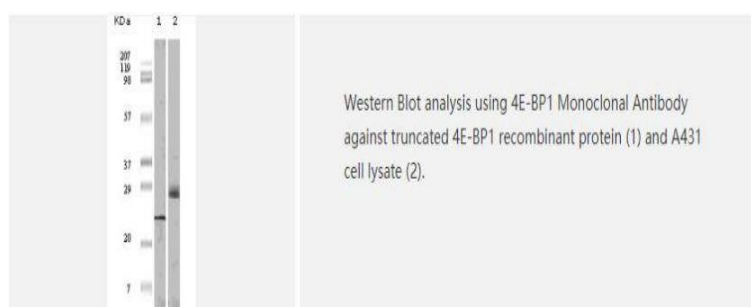 KDa 1 2
207
119
98
37
37
29
20
7
Western Blot analysis using 4E-BP1 Monoclonal Antibody
against truncated 4E-BP1 recombinant protein (1) and A431
cell lysate (2).